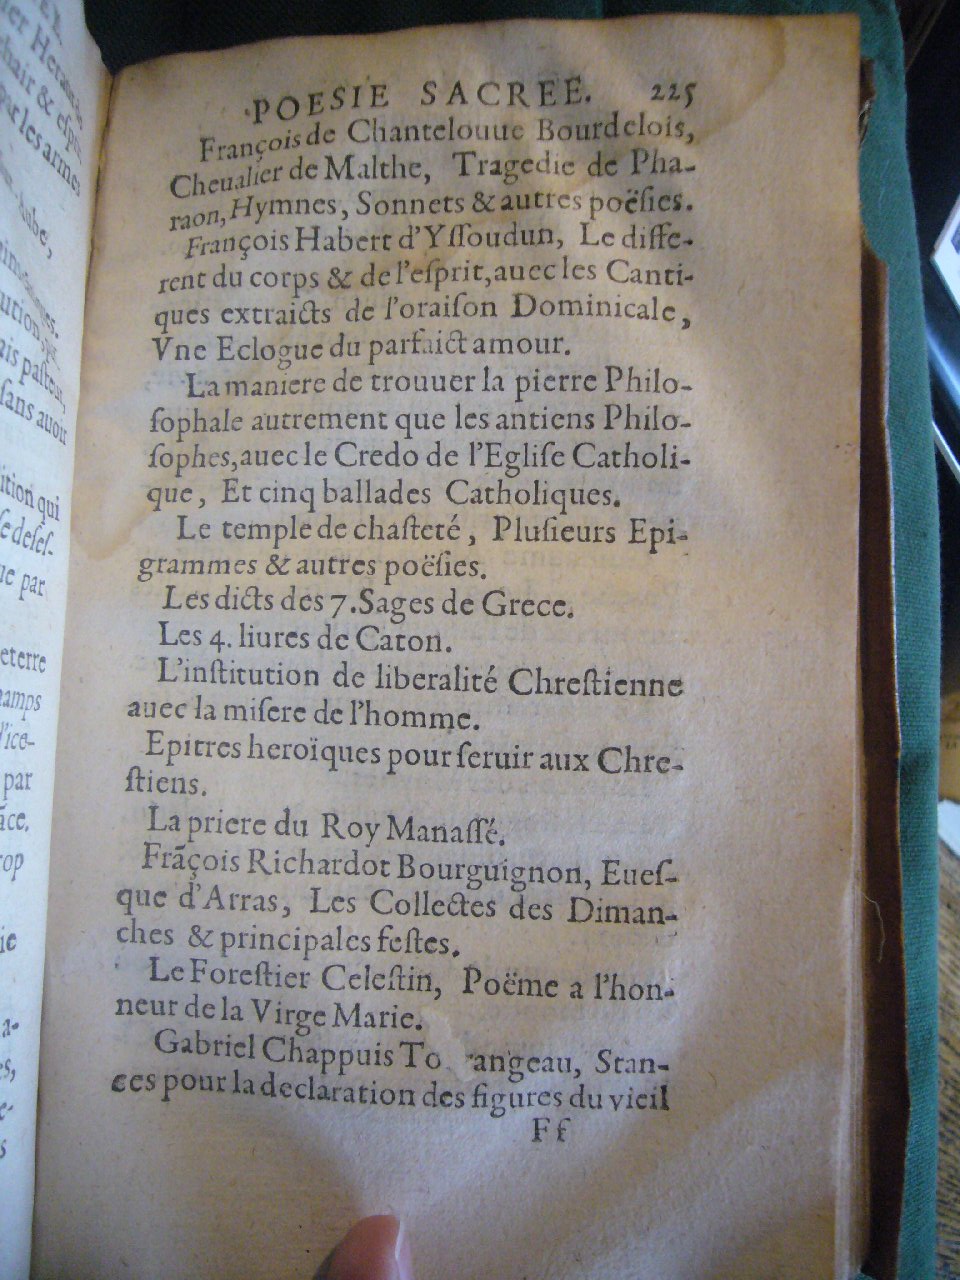 POESIE SACREE. 225
François de Chantelouue Bourdelois,
Cheualier de Malthe, Tragedie de Pha-
raon, Hymnes, Sonnets & autres poësies.
François Habert d'Yſſoudun, Le diffe-
rent du corps & de l'eſprit, auec les Canti-
ques extraicts de l'oraiſon Dominicale,
Vne Eclogue du parfaict amour.
La maniere de trouuer la pierre Philo-
ſophale autrement que les antiens Philo-
ſophes, auec le Credo de l'Egliſe Catholi-
que, Et cinq ballades Catholiques.
Le temple de chaſteté, Pluſieurs Epi-
grammes & autres poëſies.
Les dicts des 7. Sages de Grece.
Les 4. liures de Caton.
L'inſtitution de liberalité Chreſtienne
auec la miſere de l'homme.
Epitres heroïques pour ſeruir aux Chre-
ſtiens.
La priere du Roy Manaſſé.
Frãçois Richardot Bourguignon, Eueſ-
que d'Arras, Les Collectes des Diman-
ches & principales feſtes.
Le Foreſtier Celeſtin, Poëme a l'hon-
neur de la Virge Marie.
Gabriel Chappuis To angeau, Stan-
ces pour la declaration des figures du vieil
Ff